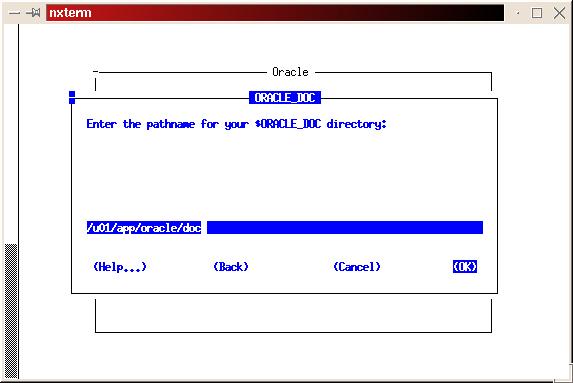 nxterm
Oracle
ORACLE_DOC
Enter the pathname for your $ORACLE_DOC directory:
/u01/app/oracle/doc
(Help...) (Back) (Cancel) (OK)